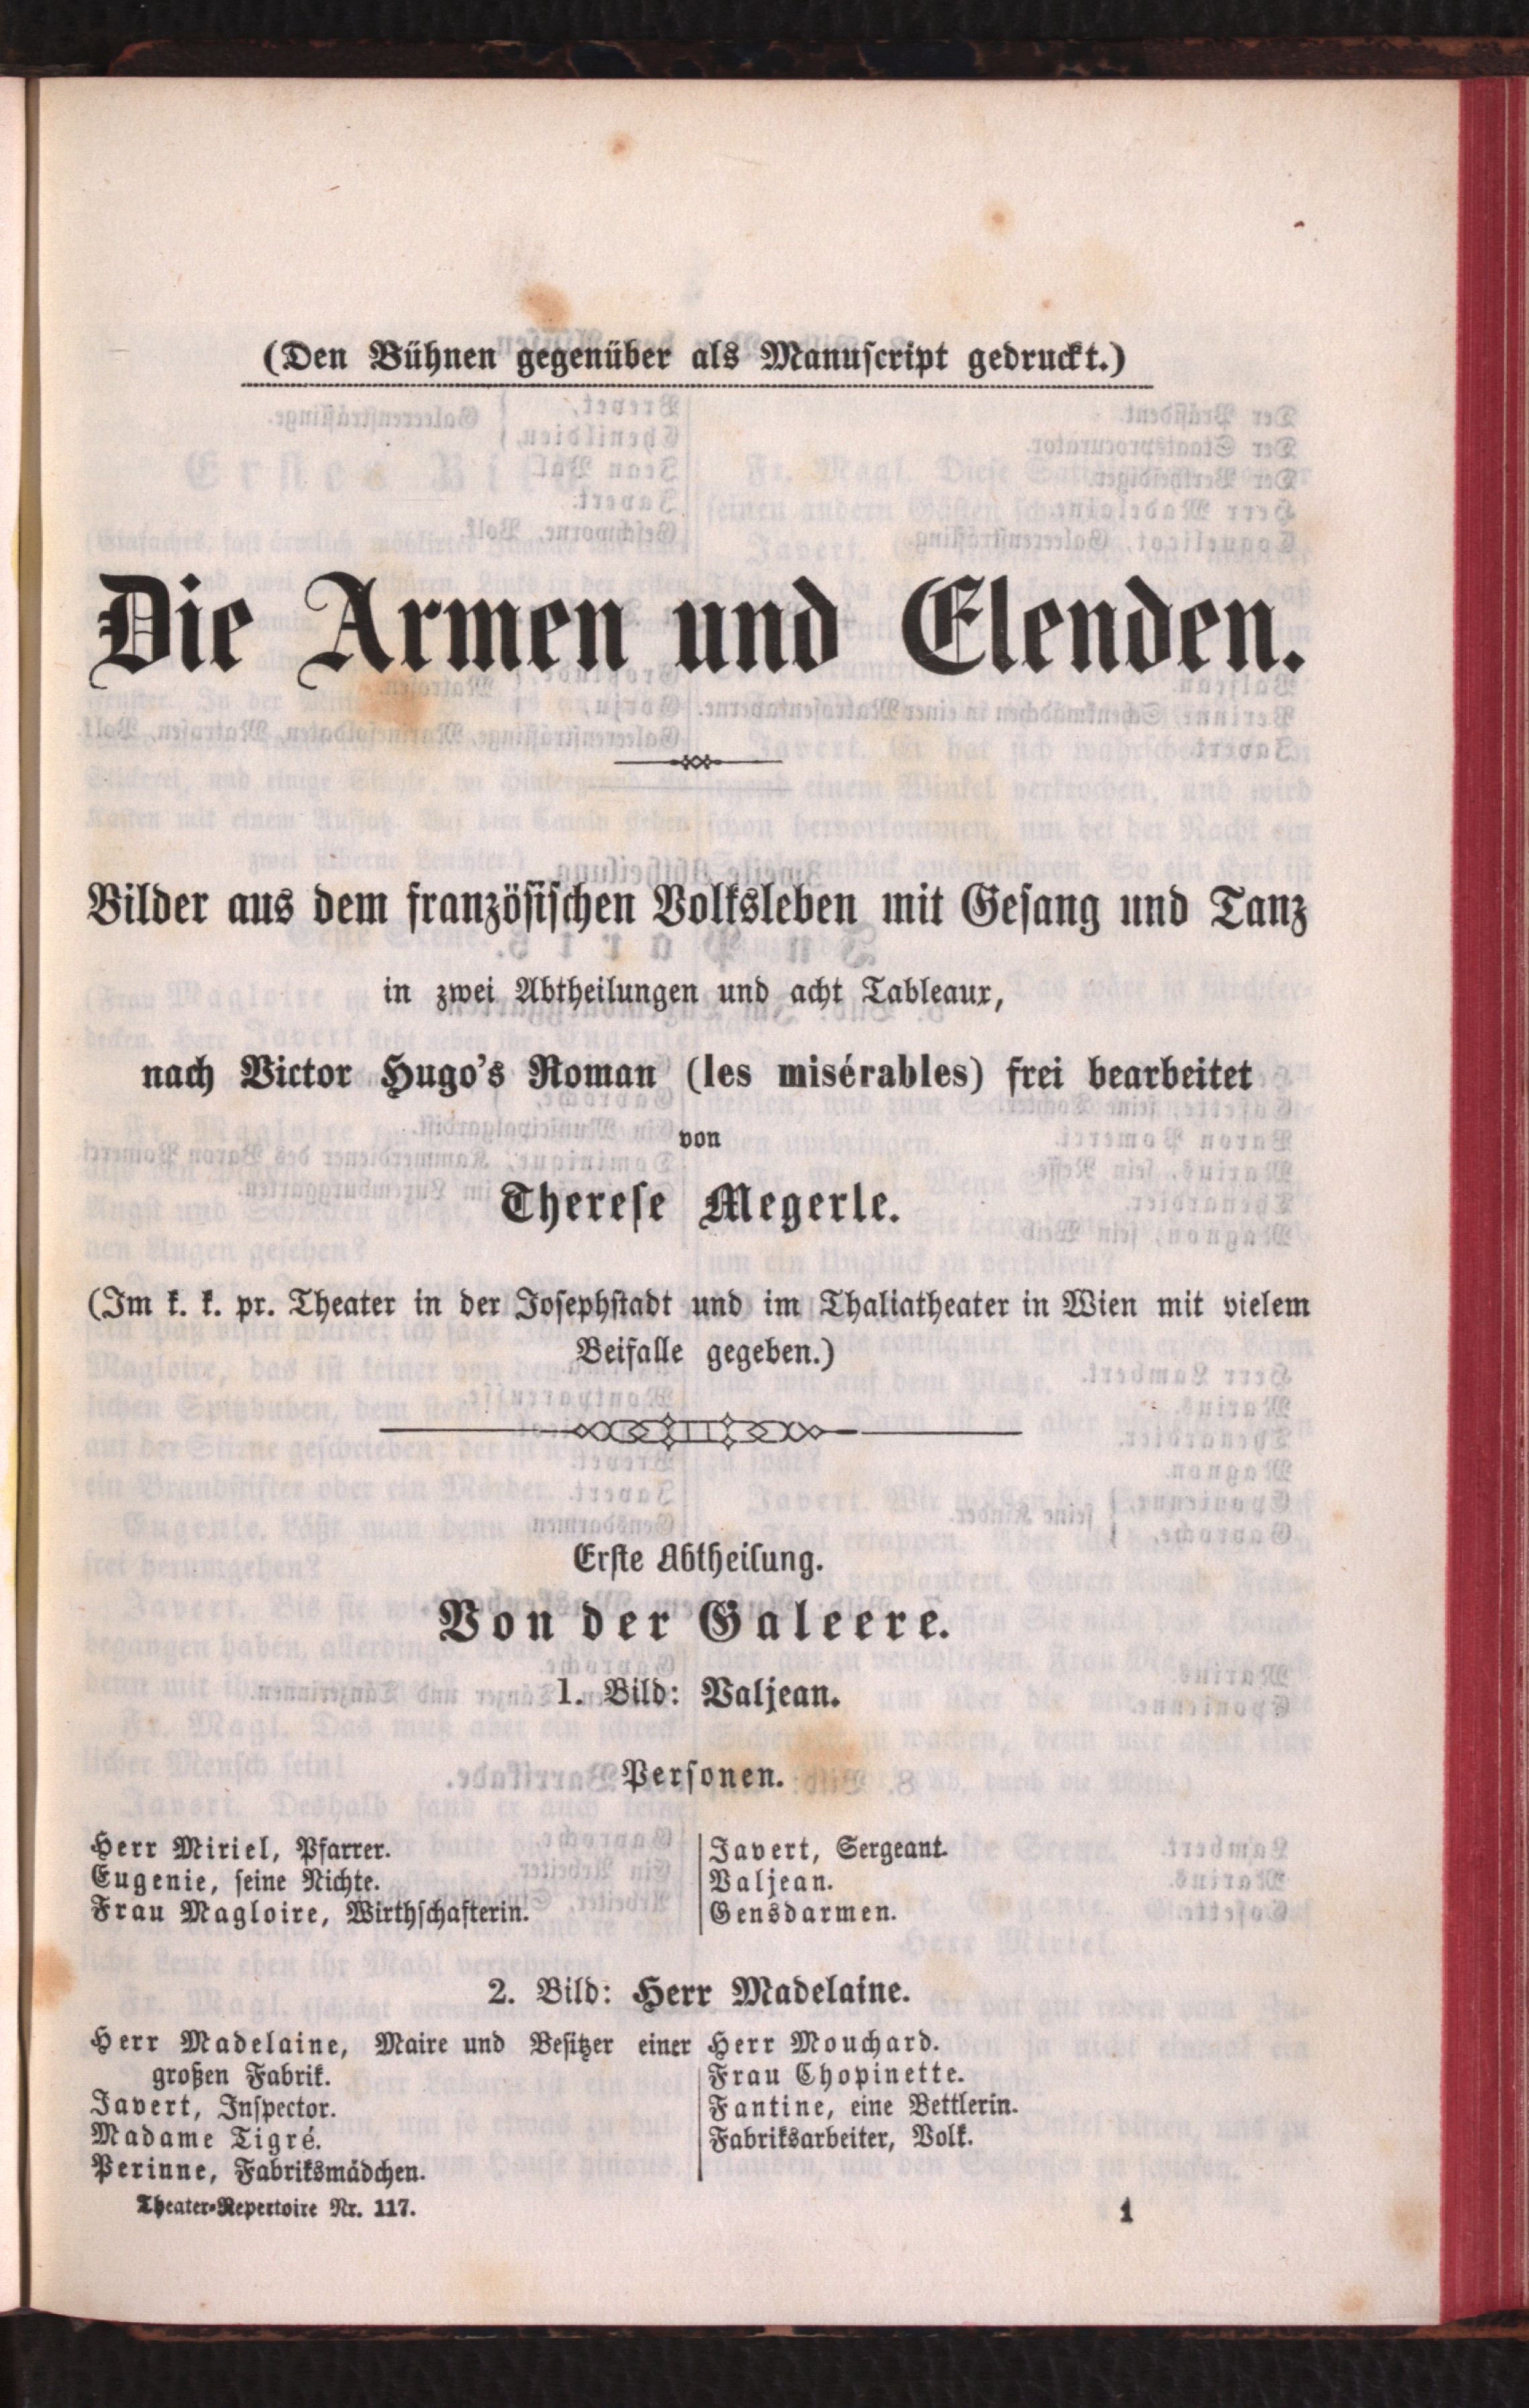 (Den Bühnen gegenüber als Manuſcript gedruckt.)
Die Armen und Elenden.
Bilder aus dem französiſchen Volksleben mit Geſang und Tanz
in zwei Abtheilungen und acht Tableaux,
nach Victor Hugo's Roman (les misérables) frei bearbeitet
von
Thereſe Megerle.
(Im k. k. pr. Theater in der Joſephſtadt und im Thaliatheater in Wien mit vielem
Beifalle gegeben.)
Erſte Abtheilung.
Von der Galeere.
1. Bild: Valjean.
Perſonen.
Herr Miriel, Pfarrer.
Eugenie, ſeine Nichte.
Frau Magloire, Wirthſchafterin.
Javert, Sergeant.
Valjean.
Gensdarmen.
2. Bild: Herr Madelaine.
Herr Madelaine, Maire und Beſitzer einer
großen Fabrik.
Javert, Inſpector.
Madame Tigré.
Perinne, Fabriksmädchen.
Herr Mouchard.
Frau Chopinette.
Fantine, eine Bettlerin.
Fabriksarbeiter, Volk.
Theater-Repertoire Nr. 117.
1